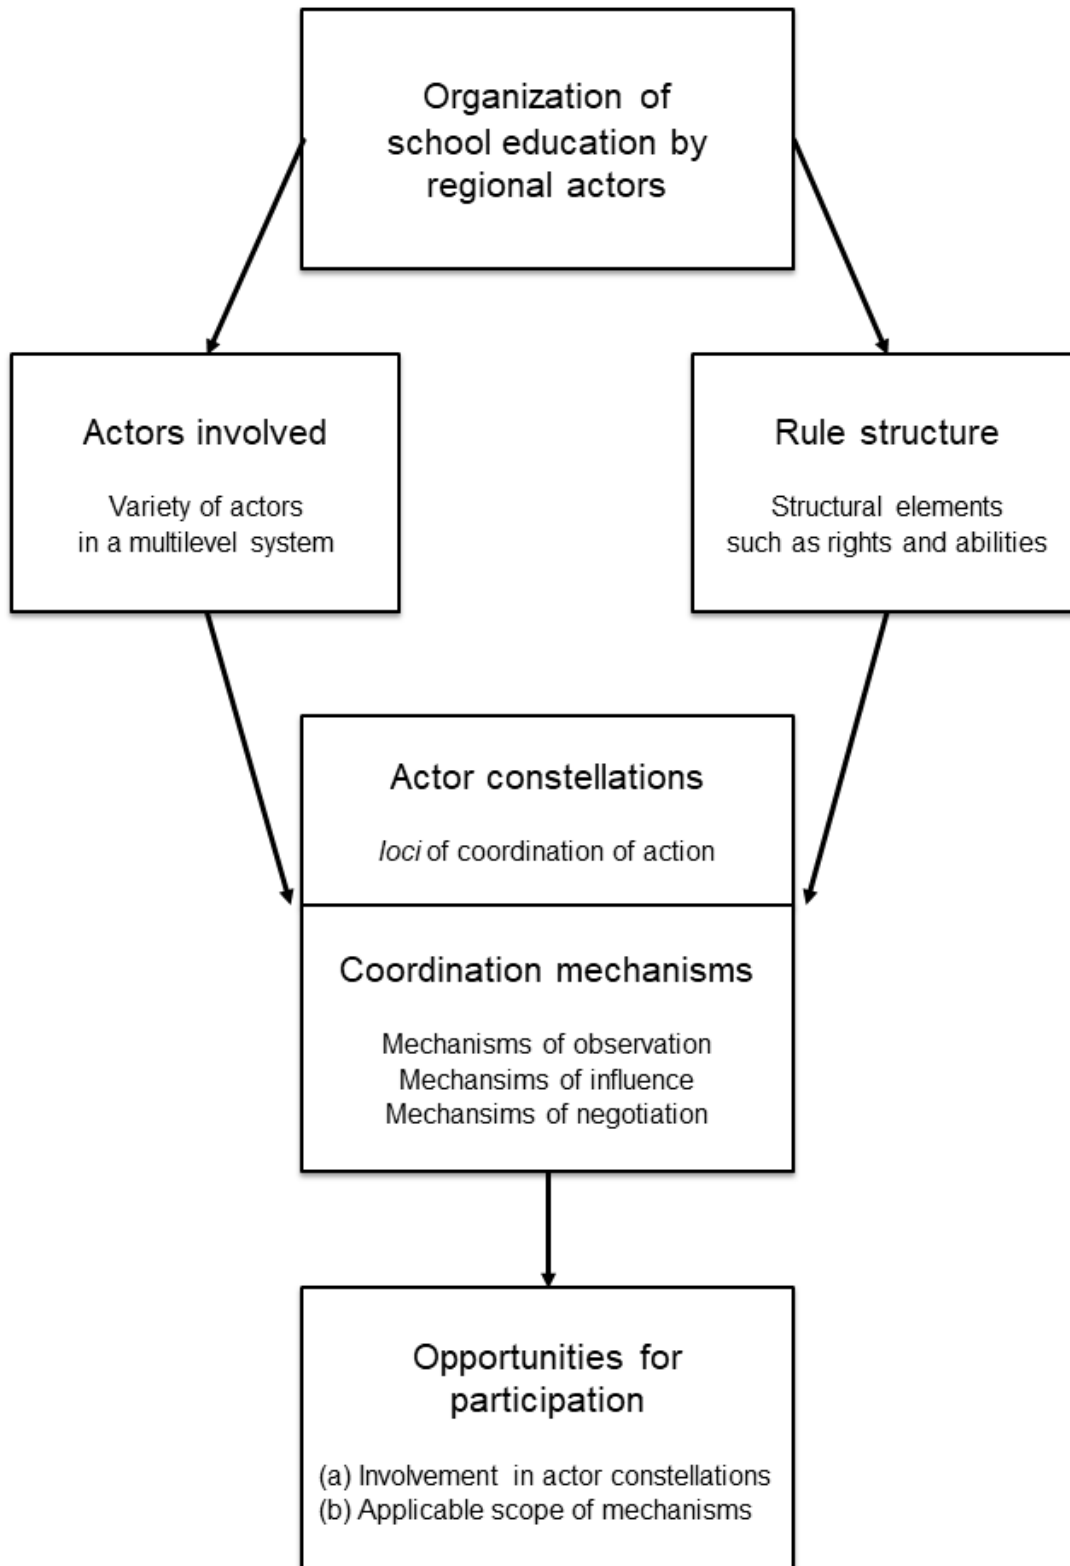 Organization of
school education by
regional actors
Actors involved
Variety of actors
in a multilevel system
Rule structure
Structural elements
such as rights and abilities
Actor constellations
loci of coordination of action
Coordination mechanisms
Mechanisms of observation
Mechansims of influence
Mechansims of negotiation
Opportunities for
participation
(a) Involvement in actor constellations
(b) Applicable scope of mechanisms